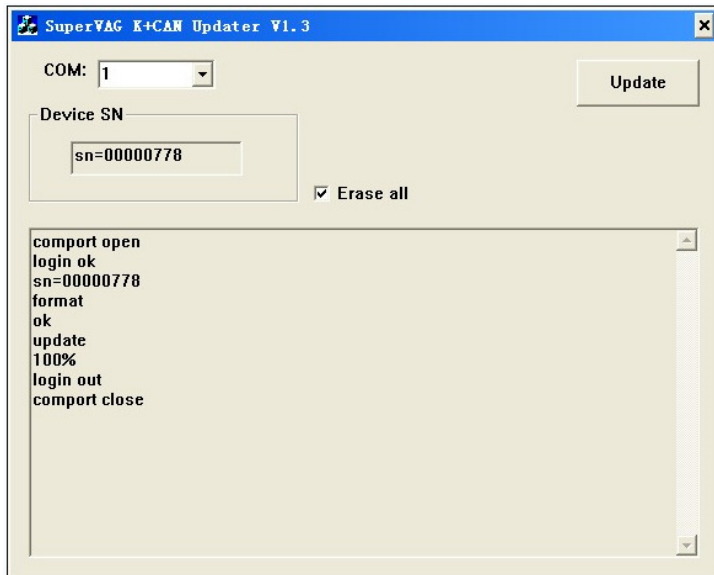 SuperVAG K+CAN Updater V1.3
COM: 1
Update
Device SN
sn=00000778
Erase all
comport open
login ok
sn=00000778
format
ok
update
100%
login out
comport close